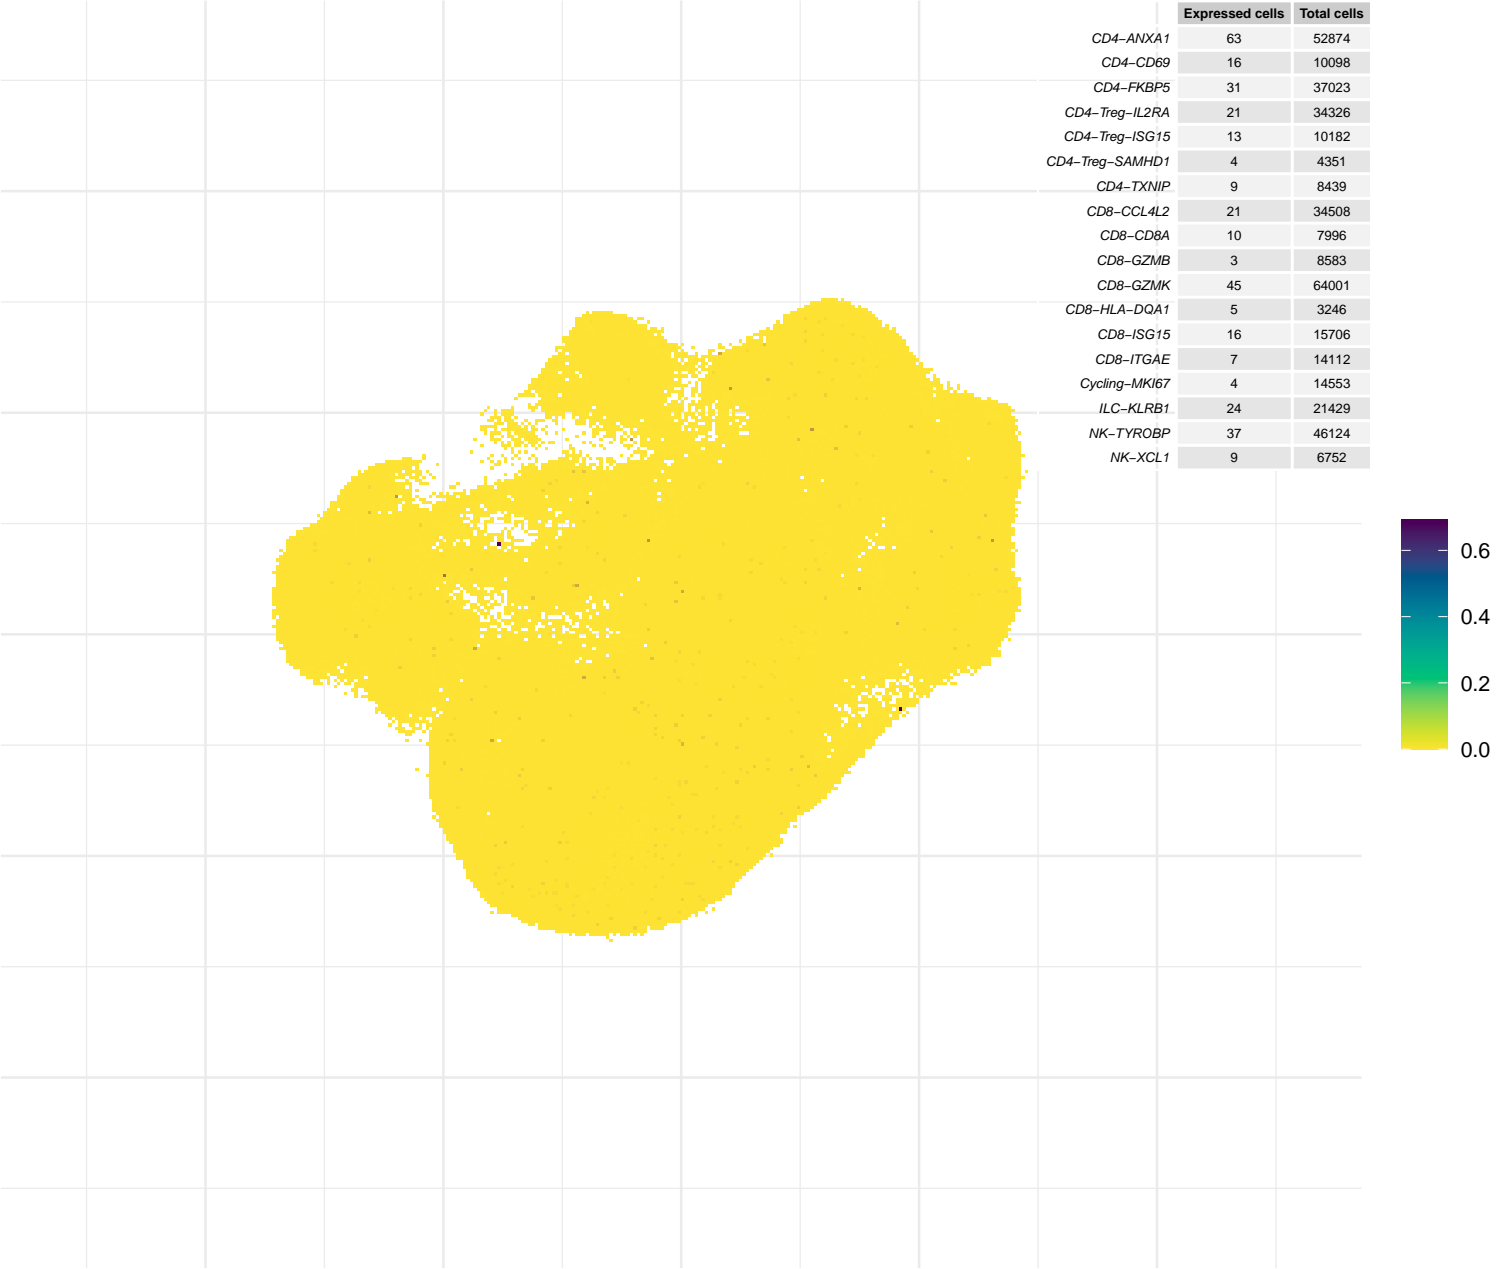 Expressed cells Total cells
CD4−ANXA1 63 52874
CD4−CD69 16 10098
CD4−FKBP5 31 37023
CD4−Treg−IL2RA 21 34326
CD4−Treg−ISG15 13 10182
CD4−Treg−SAMHD1 4 4351
CD4−TXNIP 9 8439
CD8−CCL4L2 21 34508
CD8−CD8A 10 7996
CD8−GZMB 3 8583
CD8−GZMK 45 64001
CD8−HLA−DQA1 5 3246
CD8−ISG15 16 15706
CD8−ITGAE 7 14112
Cycling−MKI67 4 14553
ILC−KLRB1 24 21429
NK−TYROBP 37 46124
NK−XCL1 9 6752
0.6
0.4
0.2
0.0